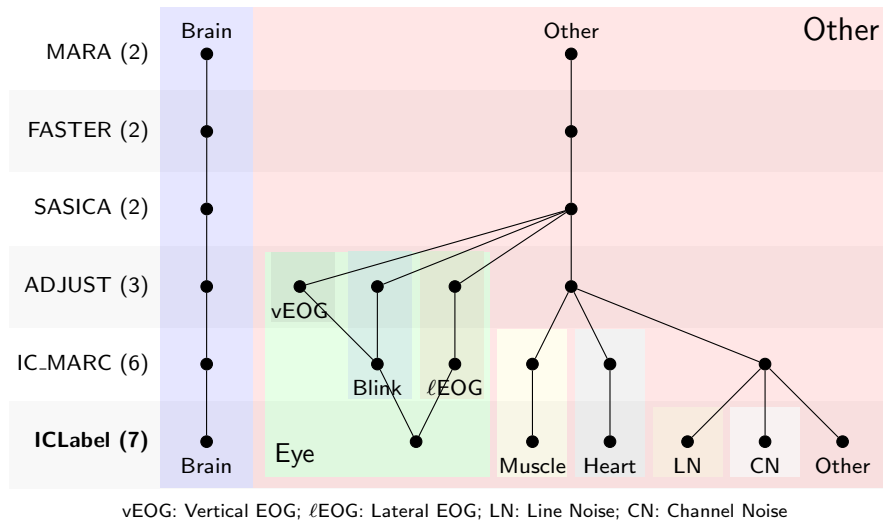 Other
Brain
Other
MARA (2)
FASTER (2)
SASICA (2)
ADJUST (3)
vEOG
IC_MARC (6)
Blink
ℓEOG
ICLabel (7)
Eye
Brain
Muscle
Heart
LN
CN
Other
vEOG: Vertical EOG; ℓEOG: Lateral EOG; LN: Line Noise; CN: Channel Noise